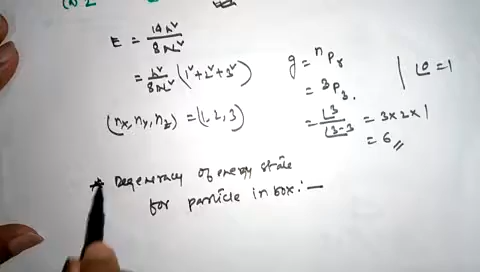 E = 14h²/8mL²
= h²/8mL² (1²+2²+3²)
(nx, ny, nz) = (1, 2, 3)
g = nPr
= 3P3
= ⌊3/⌊3-3 = 3×2×1
= 6
⌊0 = 1
* Degeneracy of energy state
for particle in box:—